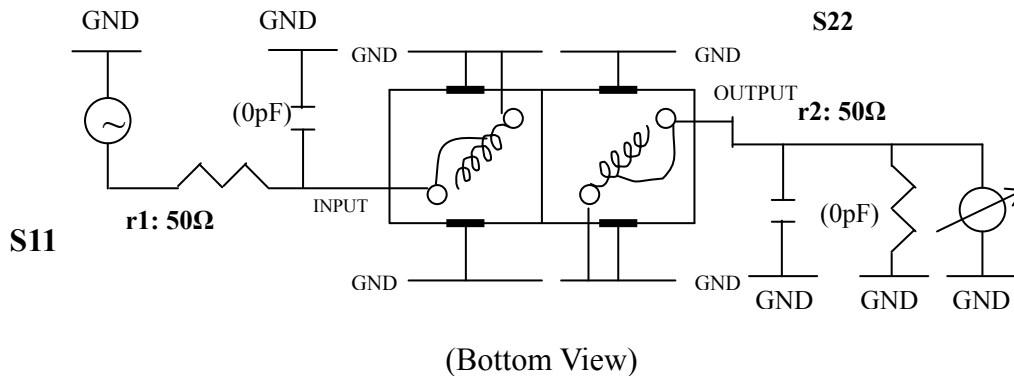 GND
GND
S22
GND
GND
OUTPUT
(0pF)
r2: 50Ω
INPUT
r1: 50Ω
(0pF)
S11
GND
GND
GND
GND
GND
(Bottom View)